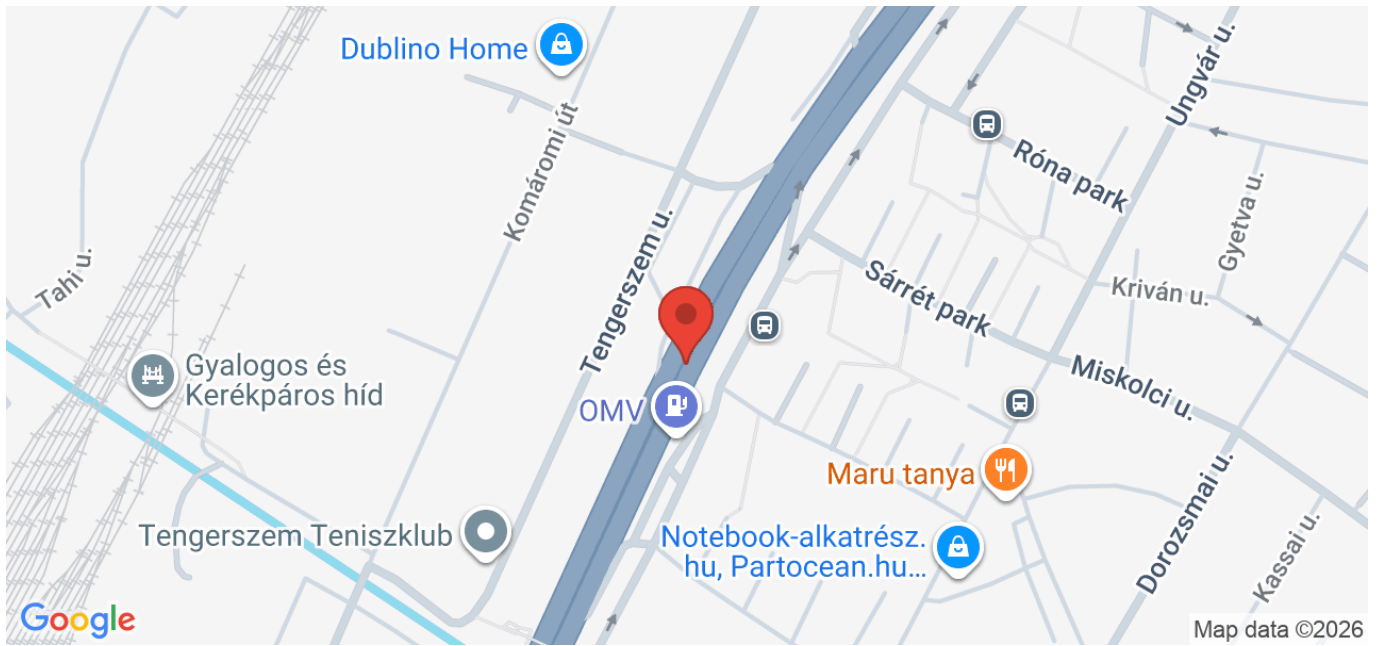 Dublino Home
Ungvár u.
Komáromi út
Róna park
Gyetva u.
Tengerszem u.
Tahi u.
Sárrét park
Kriván u.
Gyalogos és
Kerékpáros híd
Miskolci u.
OMV
Maru tanya
Dorozsmai u.
Tengerszem Teniszklub
Notebook-alkatrész.
hu, Partocean.hu...
Kassai u.
Google
Map data ©2026